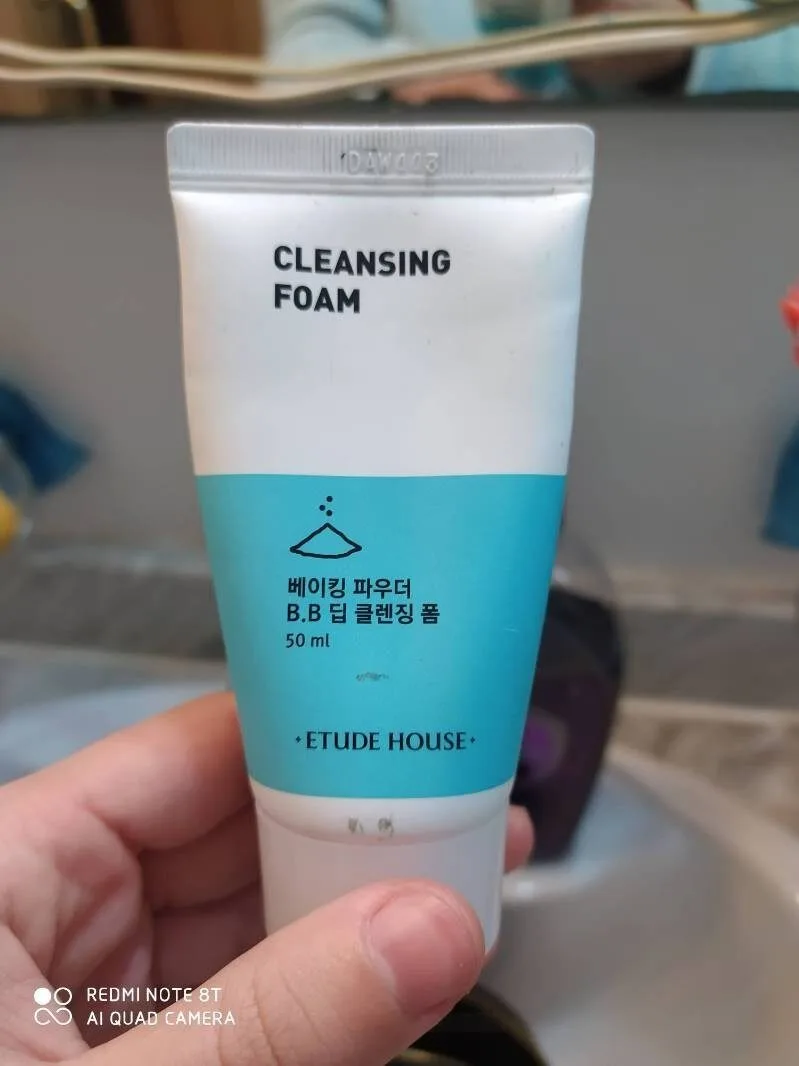 CLEANSING
FOAM
베이킹 파우더
B.B 딥 클렌징 폼
50 ml
ETUDE HOUSE
REDMI NOTE 8T
AI QUAD CAMERA